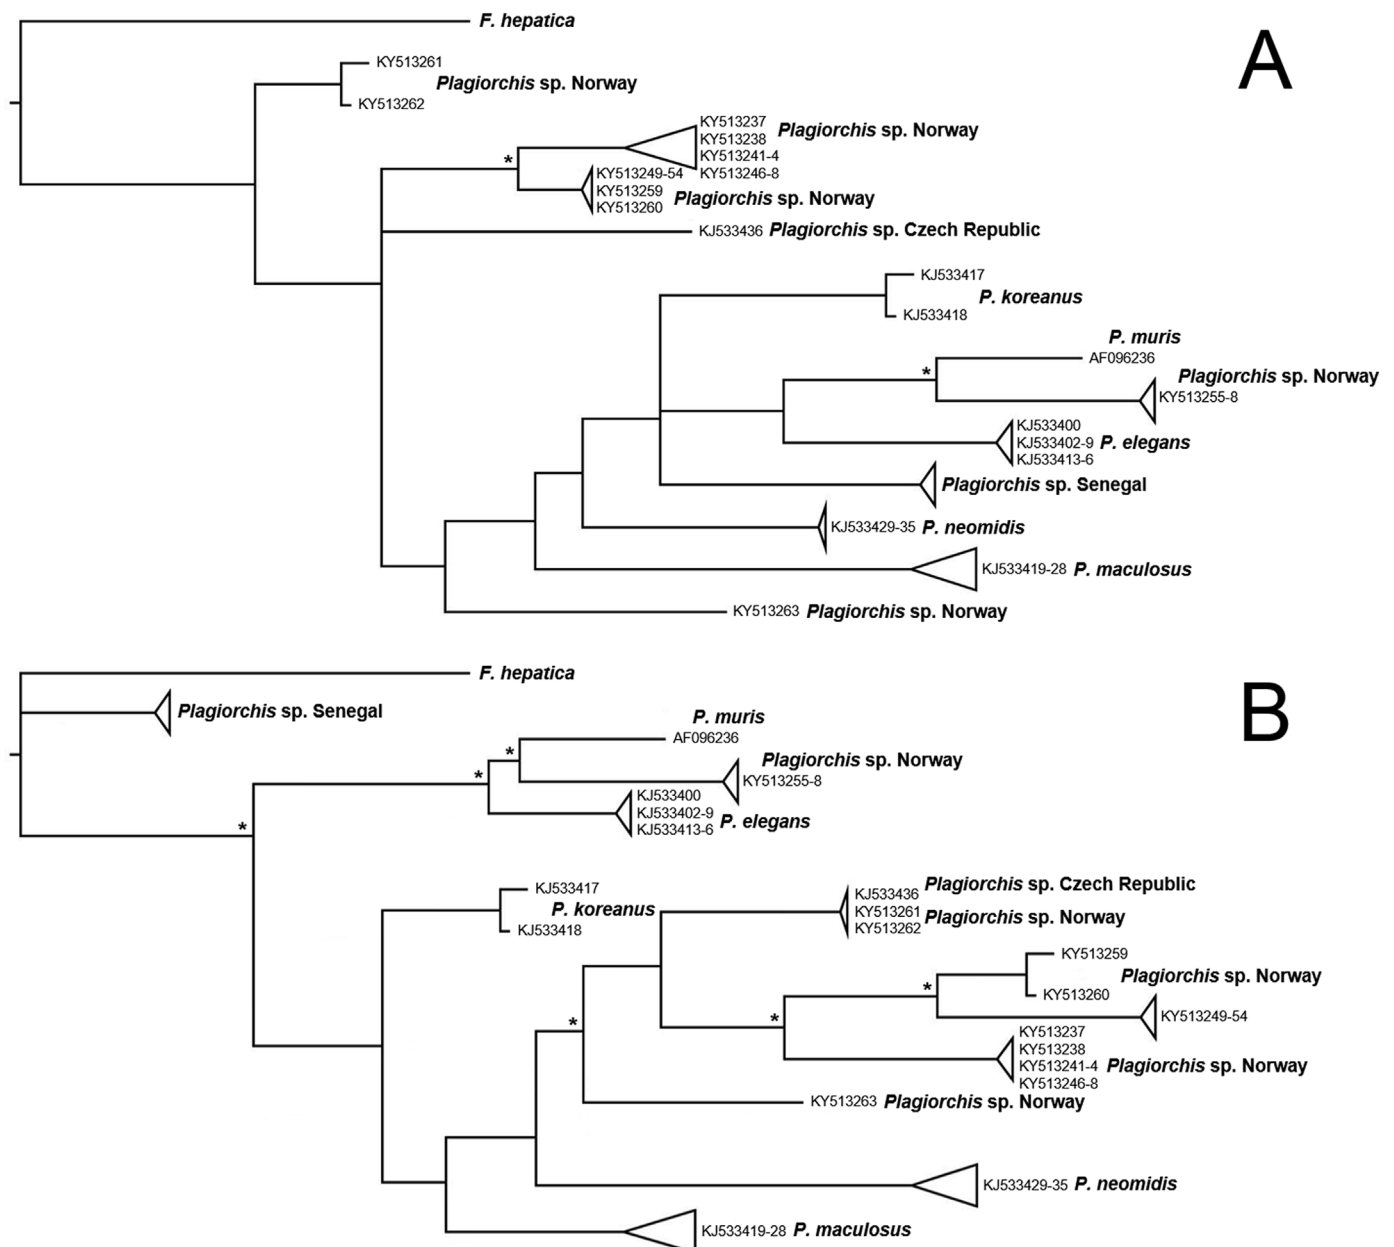 F. hepatica
A
KY513261
Plagiorchis sp. Norway
KY513262
KY513237
Plagiorchis sp. Norway
KY513238
KY513241-4
KY513246-8
KY513249-54
KY513259
Plagiorchis sp. Norway
KY513260
KJ533436 Plagiorchis sp. Czech Republic
KJ533417
P. koreanus
KJ533418
P. muris
AF096236
Plagiorchis sp. Norway
KY513255-8
KJ533400
KJ533402-9 P. elegans
KJ533413-6
Plagiorchis sp. Senegal
KJ533429-35 P. neomidis
KJ533419-28 P. maculosus
KY513263 Plagiorchis sp. Norway
F. hepatica
B
Plagiorchis sp. Senegal
P. muris
AF096236
Plagiorchis sp. Norway
KY513255-8
KJ533400
KJ533402-9 P. elegans
KJ533413-6
KJ533417
P. koreanus
KJ533418
Plagiorchis sp. Czech Republic
KJ533436
KY513261 Plagiorchis sp. Norway
KY513262
KY513259
Plagiorchis sp. Norway
KY513260
KY513249-54
KY513237
KY513238
KY513241-4 Plagiorchis sp. Norway
KY513246-8
KY513263 Plagiorchis sp. Norway
KJ533429-35 P. neomidis
KJ533419-28 P. maculosus